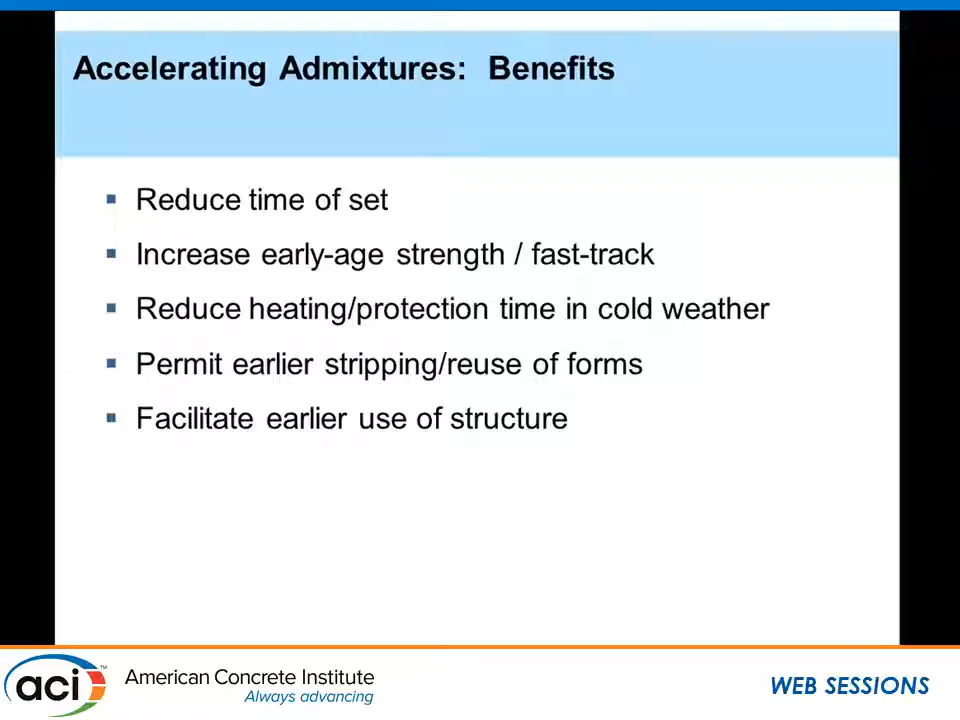 Accelerating Admixtures: Benefits
▪ Reduce time of set
▪ Increase early-age strength / fast-track
▪ Reduce heating/protection time in cold weather
▪ Permit earlier stripping/reuse of forms
▪ Facilitate earlier use of structure
aci™
American Concrete Institute
Always advancing
WEB SESSIONS